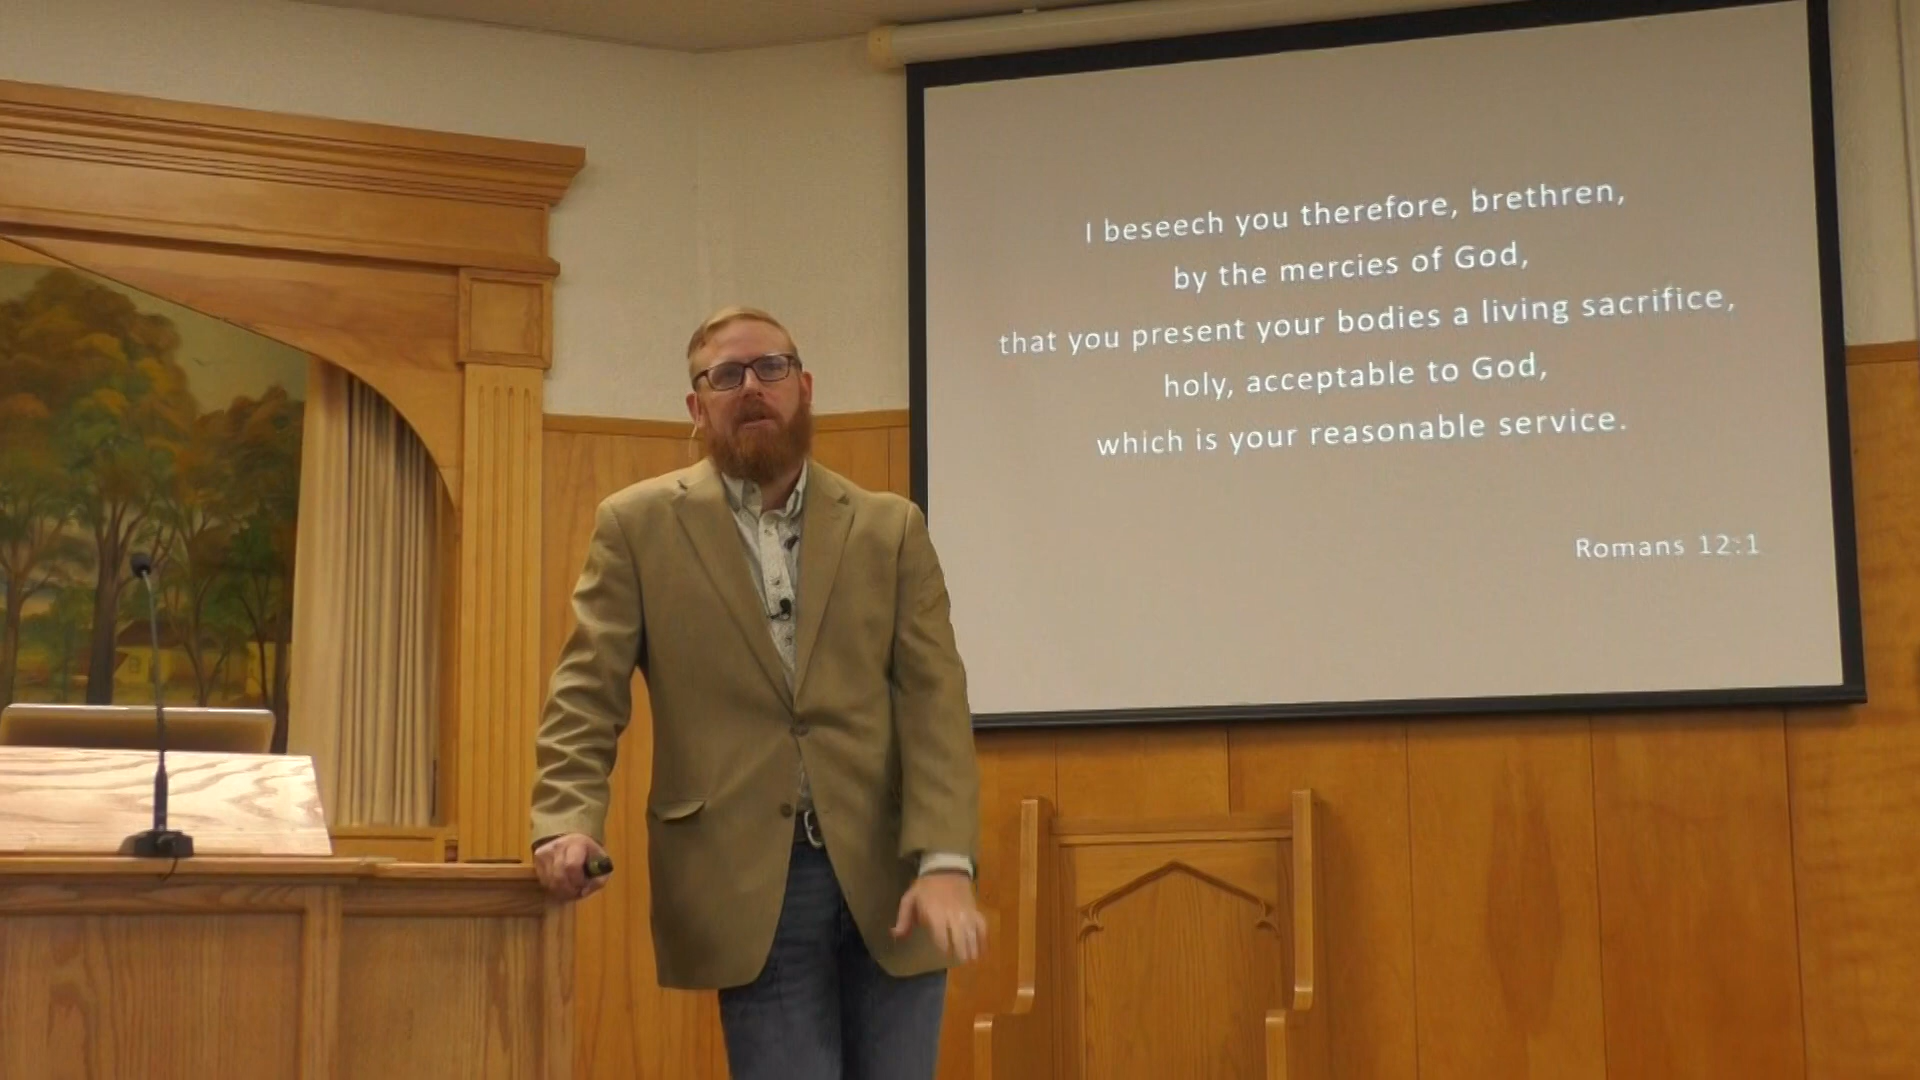 I beseech you therefore, brethren,
by the mercies of God,
that you present your bodies a living sacrifice,
holy, acceptable to God,
which is your reasonable service.
Romans 12:1